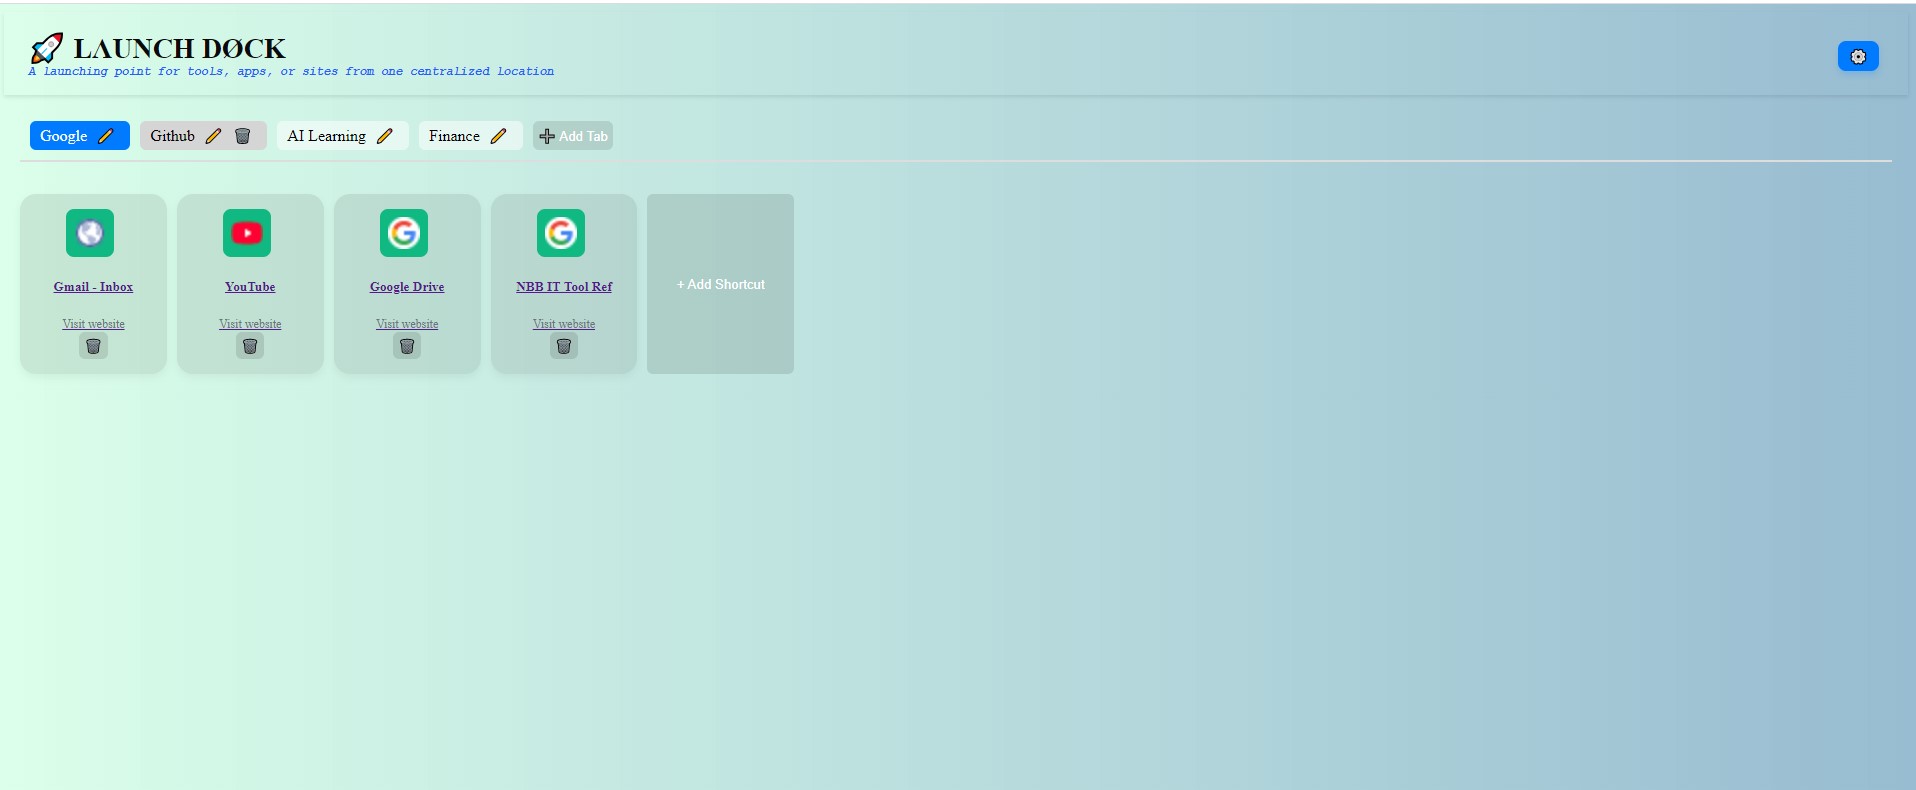 LΛUNCH DØCK
A launching point for tools, apps, or sites from one centralized location
Google
Github
AI Learning
Finance
Add Tab
Gmail - Inbox
Visit website
YouTube
Visit website
Google Drive
Visit website
NBB IT Tool Ref
Visit website
+ Add Shortcut